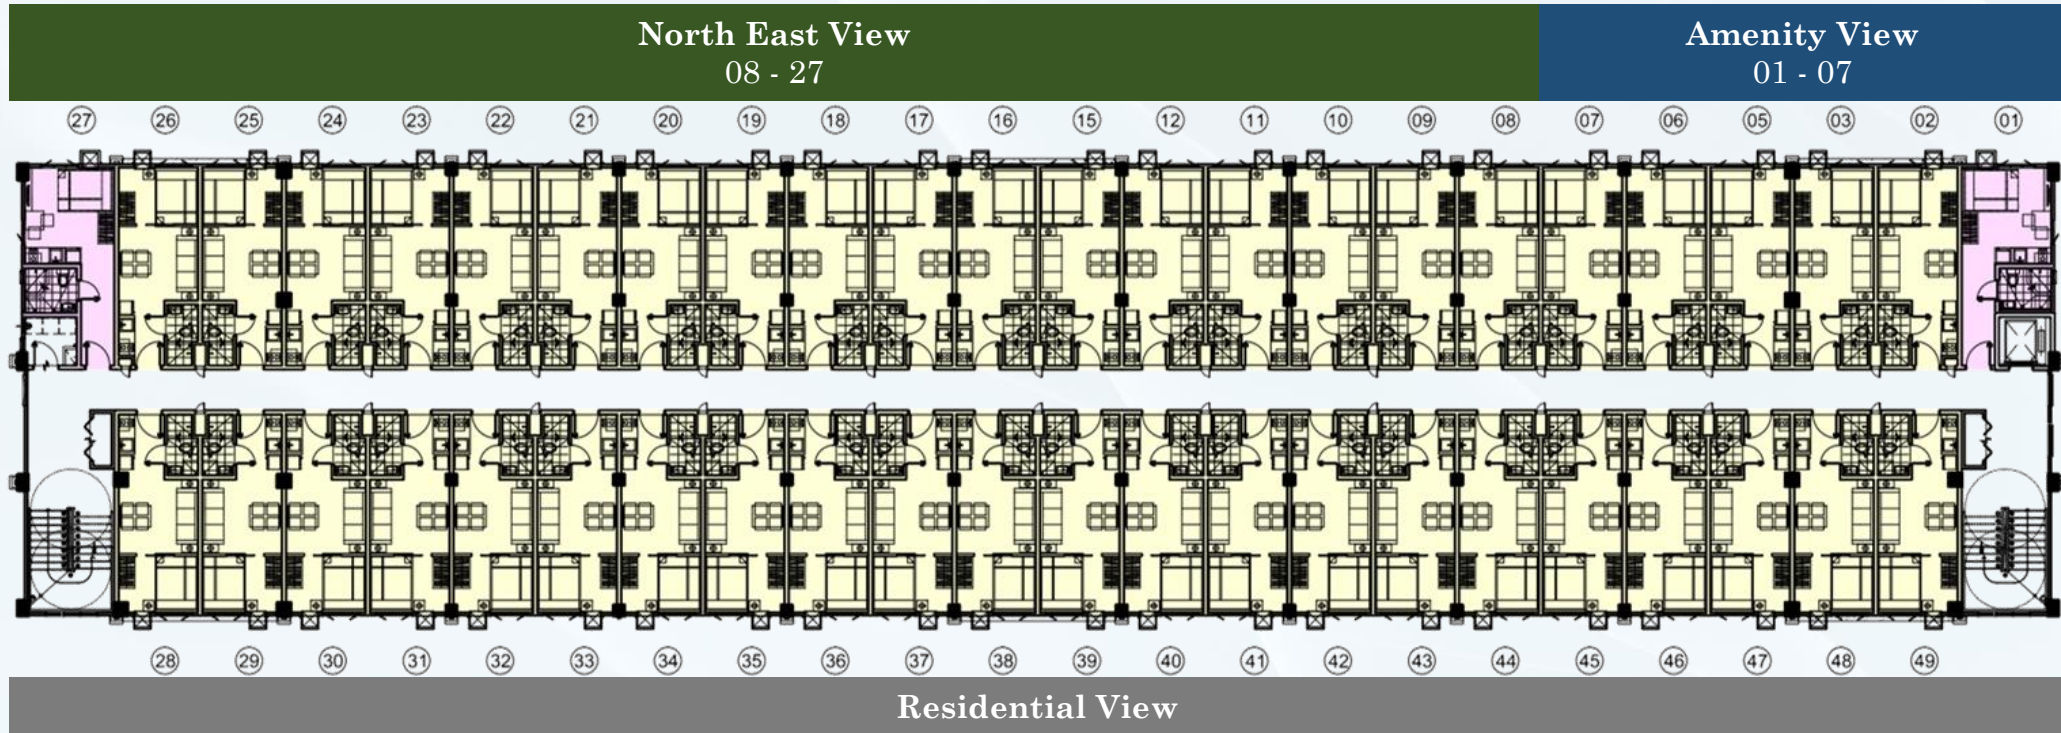 North East View
08 - 27
Amenity View
01 - 07
27 26 25 24 23 22 21 20 19 18 17 16 15 12 11 10 09 08 07 06 05 03 02 01
28 29 30 31 32 33 34 35 36 37 38 39 40 41 42 43 44 45 46 47 48 49
Residential View